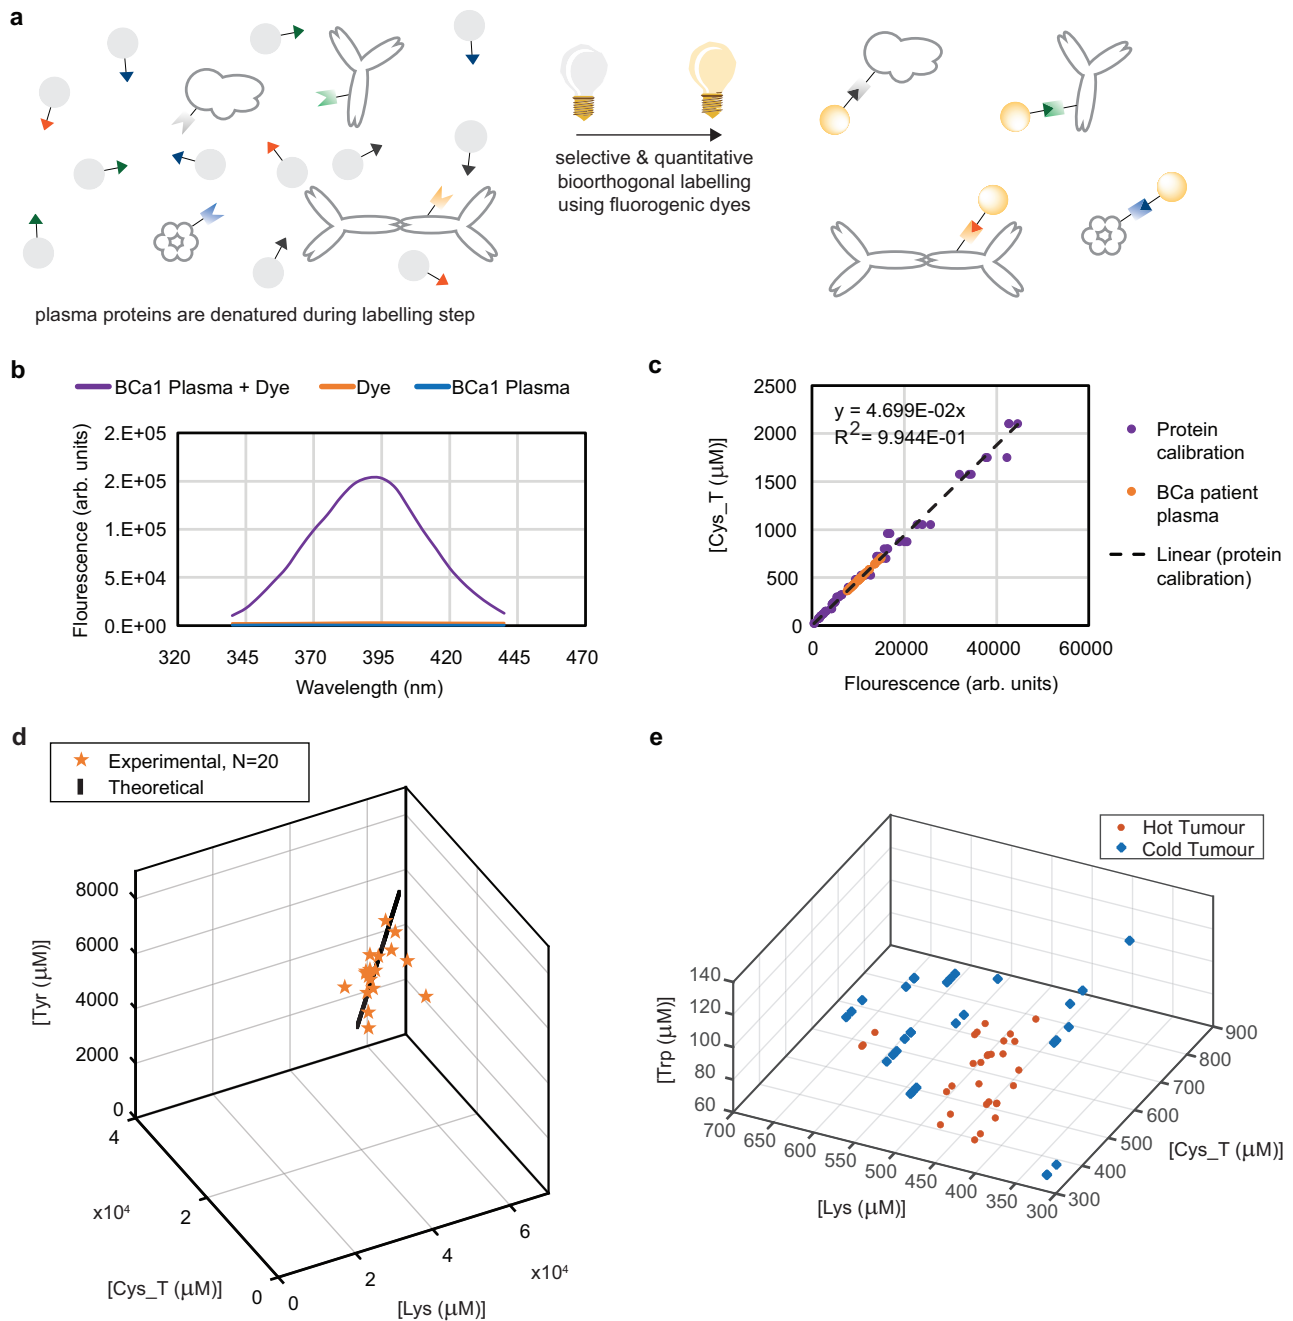 a
selective & quantitative
bioorthogonal labelling
using fluorogenic dyes
plasma proteins are denatured during labelling step
b
BCa1 Plasma + Dye
Dye
BCa1 Plasma
Flourescence (arb. units)
2.E+05
2.E+05
1.E+05
5.E+04
0.E+00
320 345 370 395 420 445 470
Wavelength (nm)
c
[Cys_T (µM)]
2500
2000
1500
1000
500
0
y = 4.699E-02x
R2 = 9.944E-01
0 20000 40000 60000
Flourescence (arb. units)
Protein
calibration
BCa patient
plasma
Linear (protein
calibration)
d
Experimental, N=20
Theoretical
[Tyr (µM)]
8000
6000
4000
2000
0
4
x10⁴
2
0
[Cys_T (µM)]
0
2
4
6
x10⁴
[Lys (µM)]
e
Hot Tumour
Cold Tumour
[Trp (µM)]
140
120
100
80
60
700
650
600
550
500
450
400
350
300
[Lys (µM)]
300
400
500
600
700
800
900
[Cys_T (µM)]